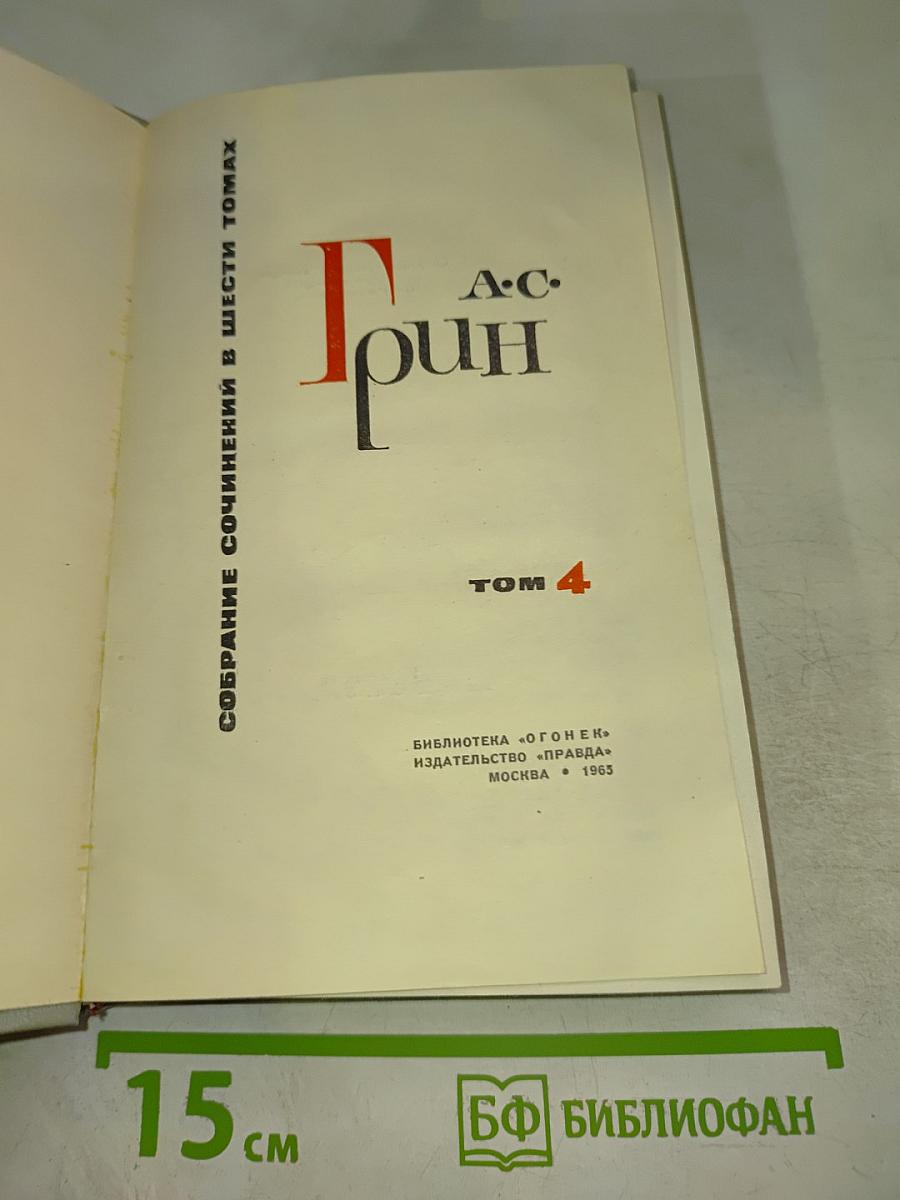 СОБРАНИЕ СОЧИНЕНИЙ В ШЕСТИ ТОМАХ
А·С·
Грин
ТОМ 4
БИБЛИОТЕКА «ОГОНЕК»
ИЗДАТЕЛЬСТВО «ПРАВДА»
МОСКВА • 1965
15 см
БФ БИБЛИОФАН